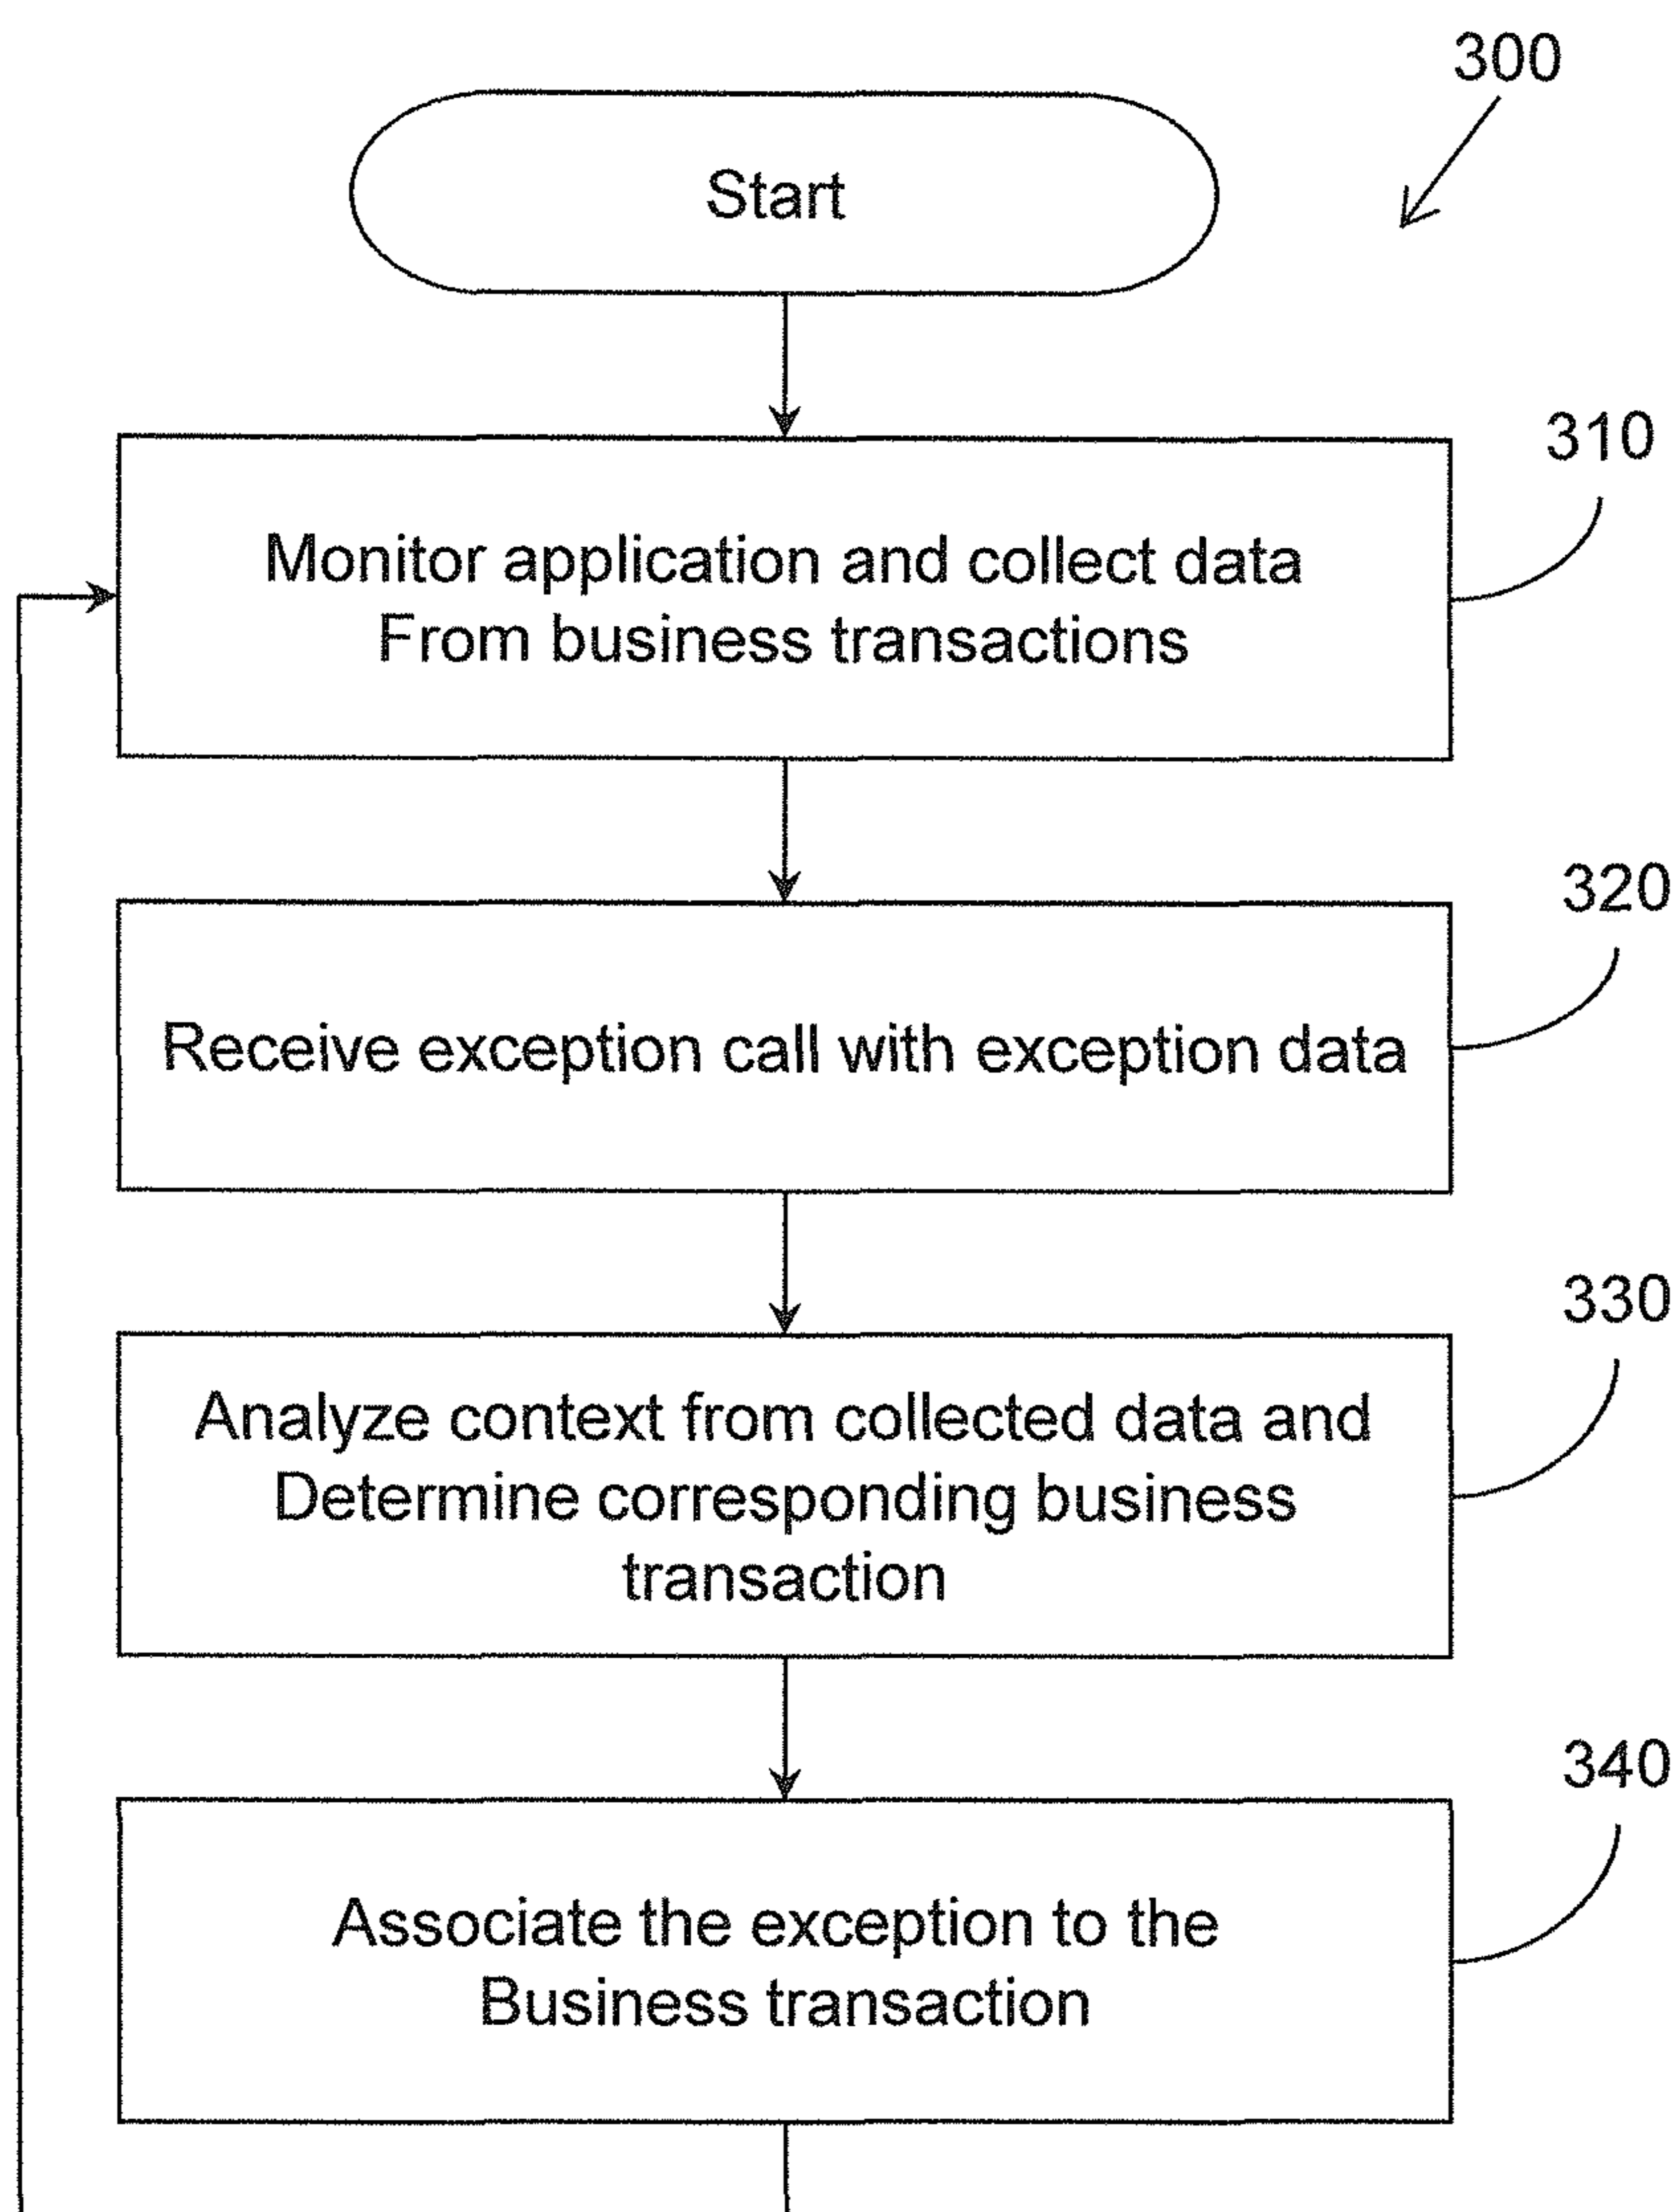 300
Start
310
Monitor application and collect data
From business transactions
320
Receive exception call with exception data
330
Analyze context from collected data and
Determine corresponding business
transaction
340
Associate the exception to the
Business transaction